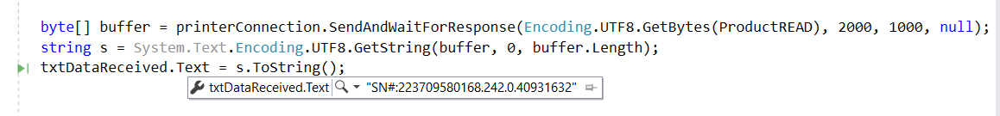 byte[] buffer = printerConnection.SendAndWaitForResponse(Encoding.UTF8.GetBytes(ProductREAD), 2000, 1000, null);
string s = System.Text.Encoding.UTF8.GetString(buffer, 0, buffer.Length);
txtDataReceived.Text = s.ToString();
txtDataReceived.Text "SN#:223709580168.242.0.40931632"